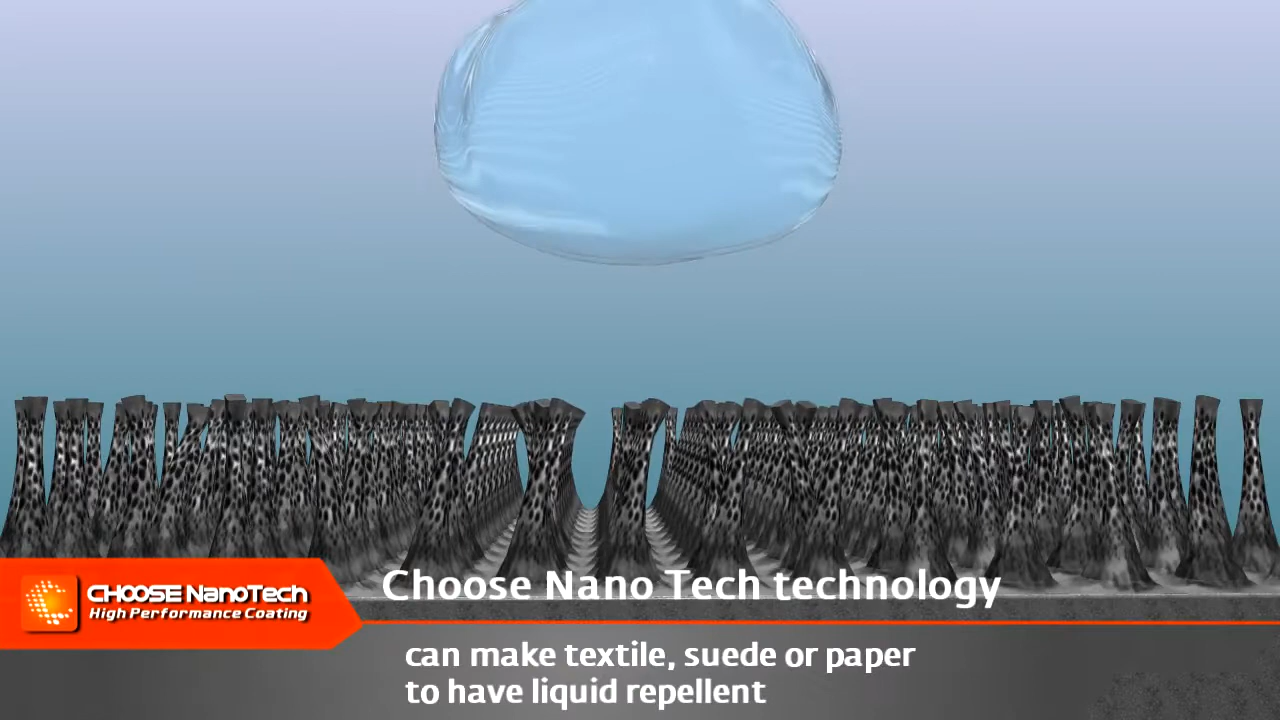 CHOOSE NanoTech
High Performance Coating
Choose Nano Tech technology
can make textile, suede or paper
to have liquid repellent